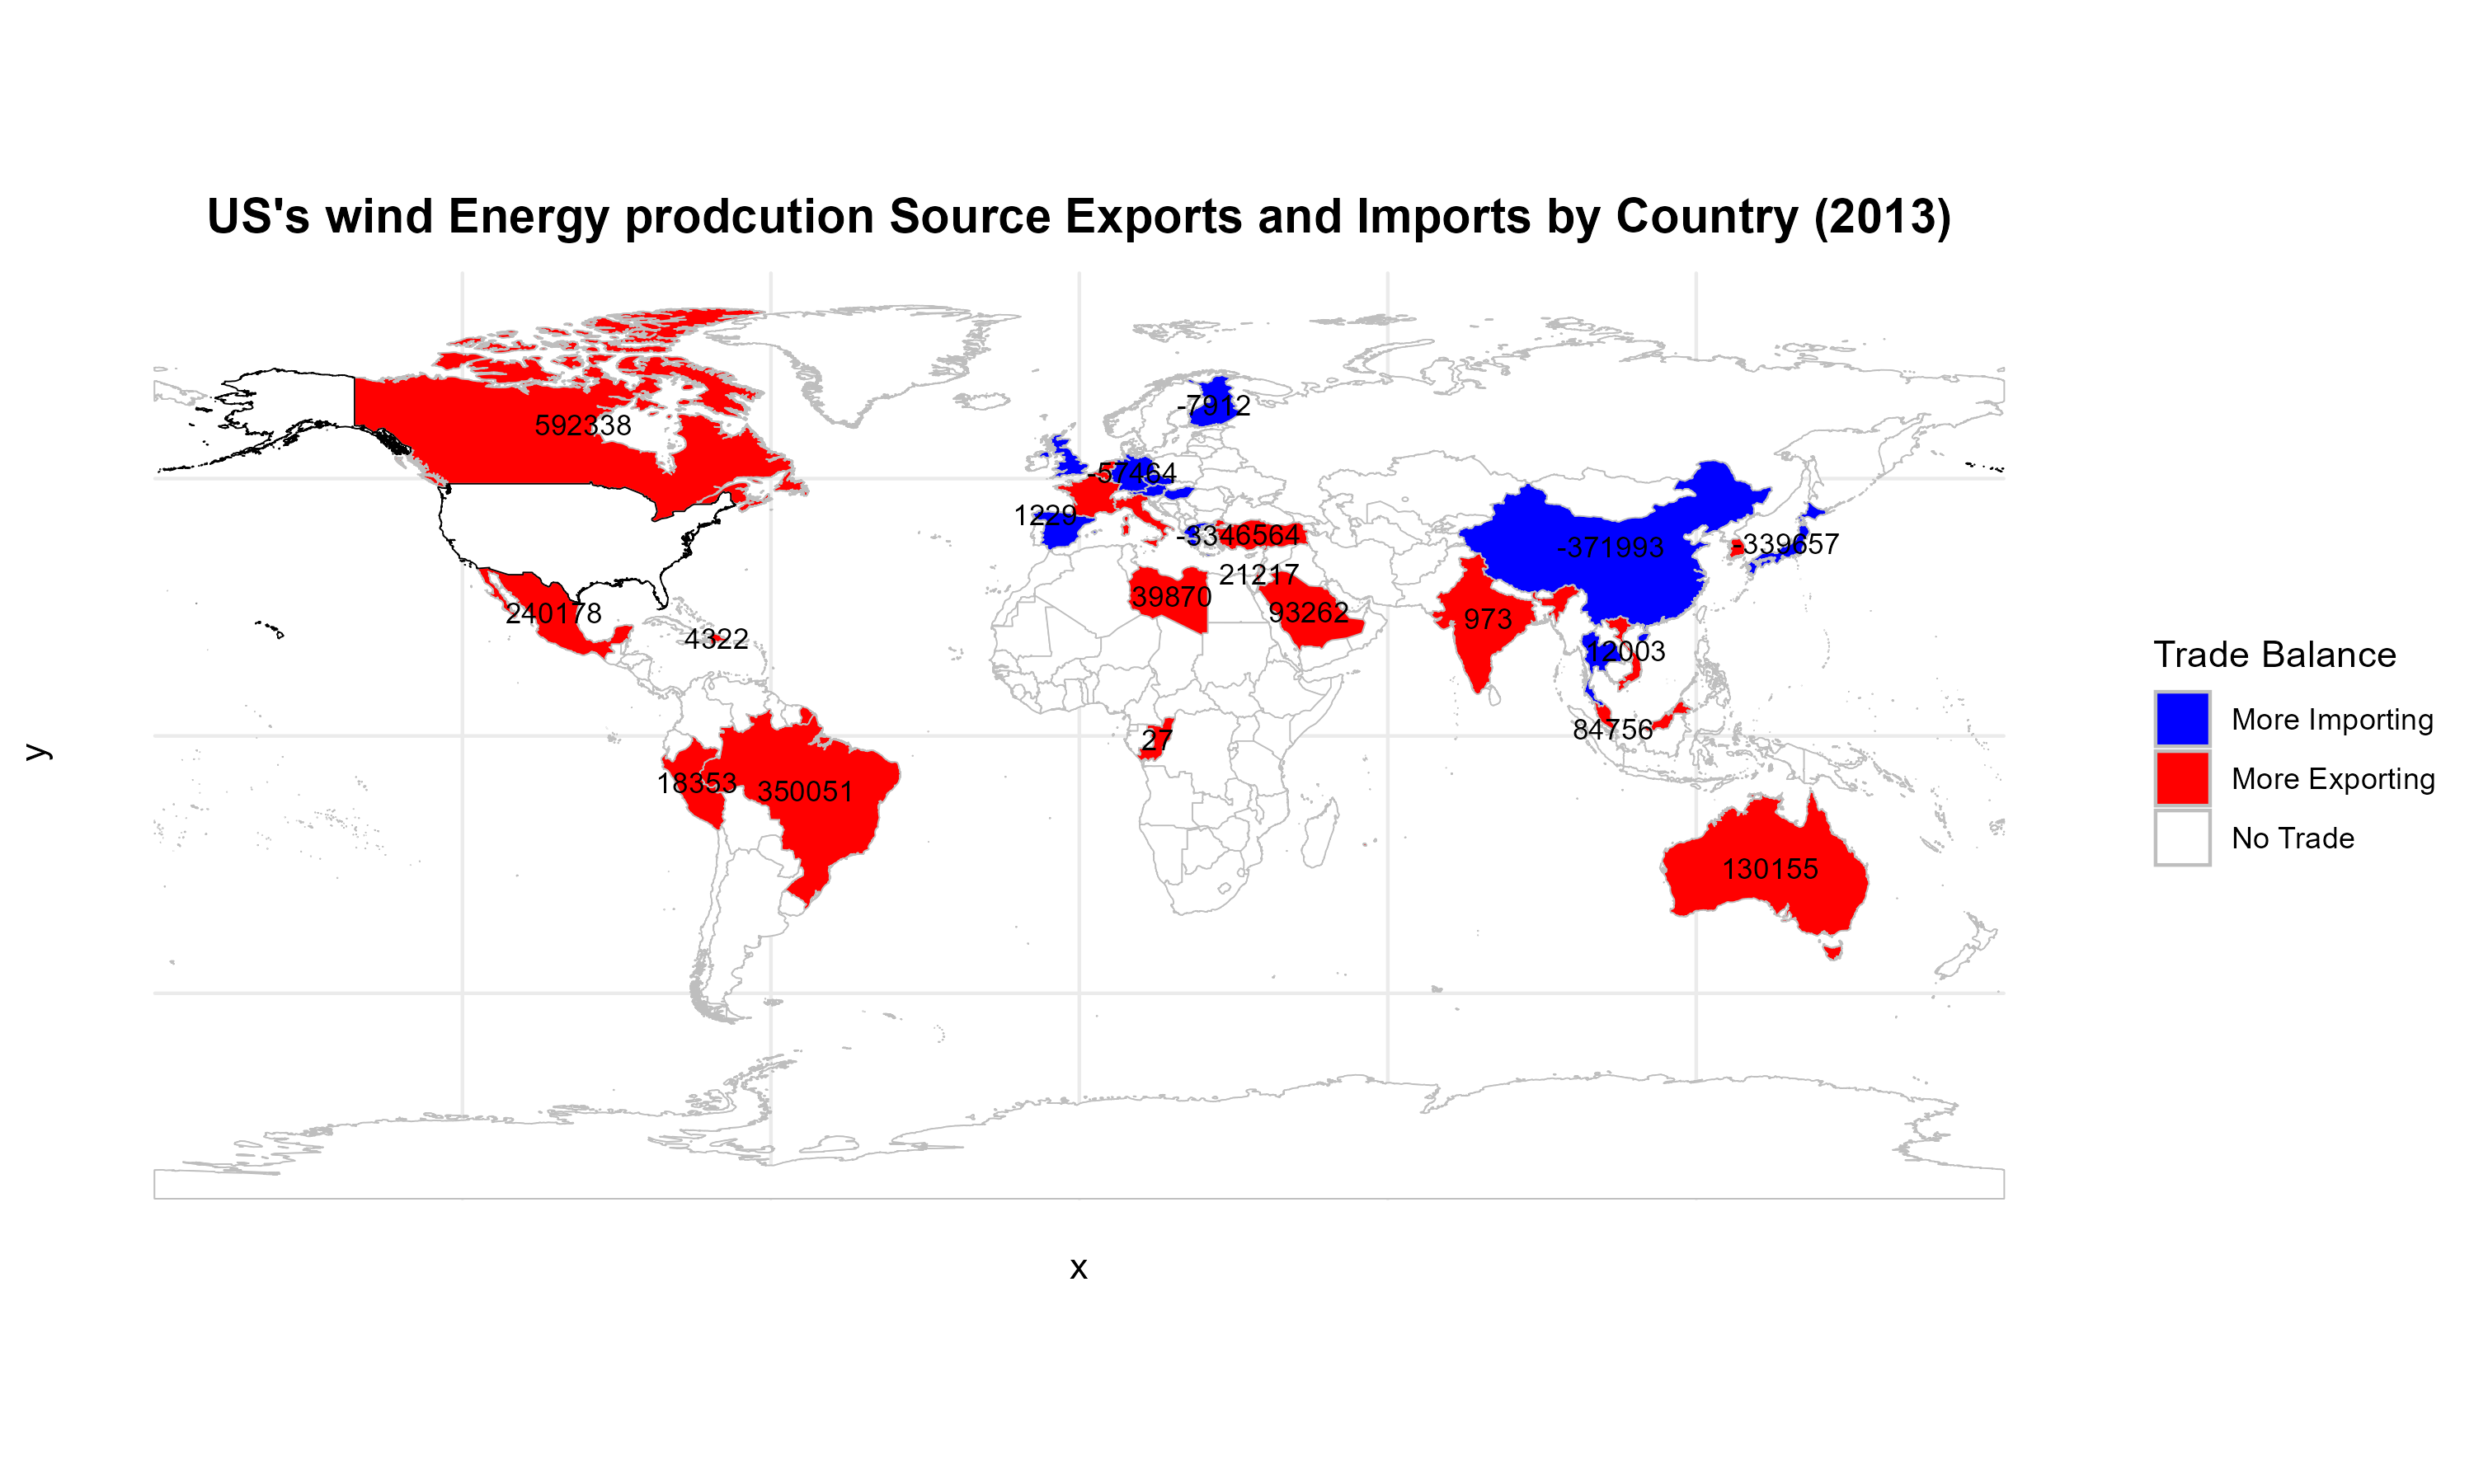 US's wind Energy prodcution Source Exports and Imports by Country (2013)
592338
-7912
-57464
1229
-3346564
-371993
-339657
21217
39870
93262
973
240178
4322
12003
84756
27
18353
350051
130155
y
x
Trade Balance
More Importing
More Exporting
No Trade